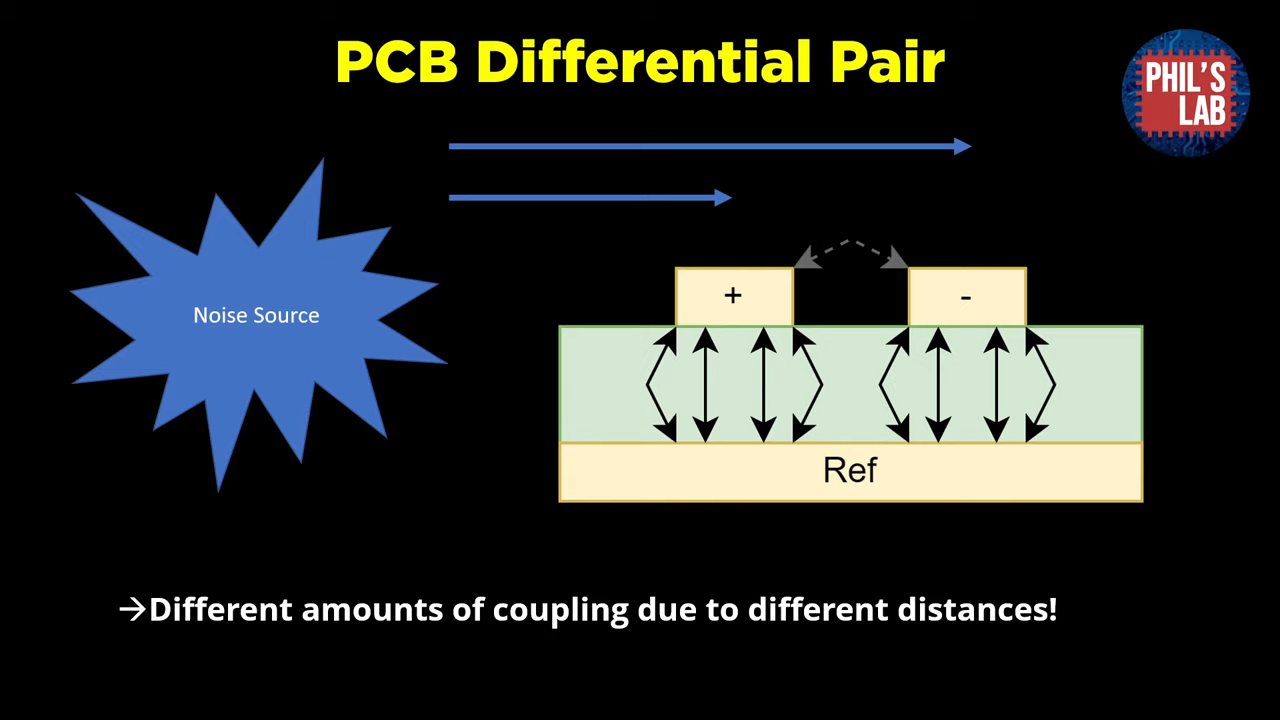 PCB Differential Pair
PHIL'S
LAB
Noise Source
+
-
Ref
→Different amounts of coupling due to different distances!